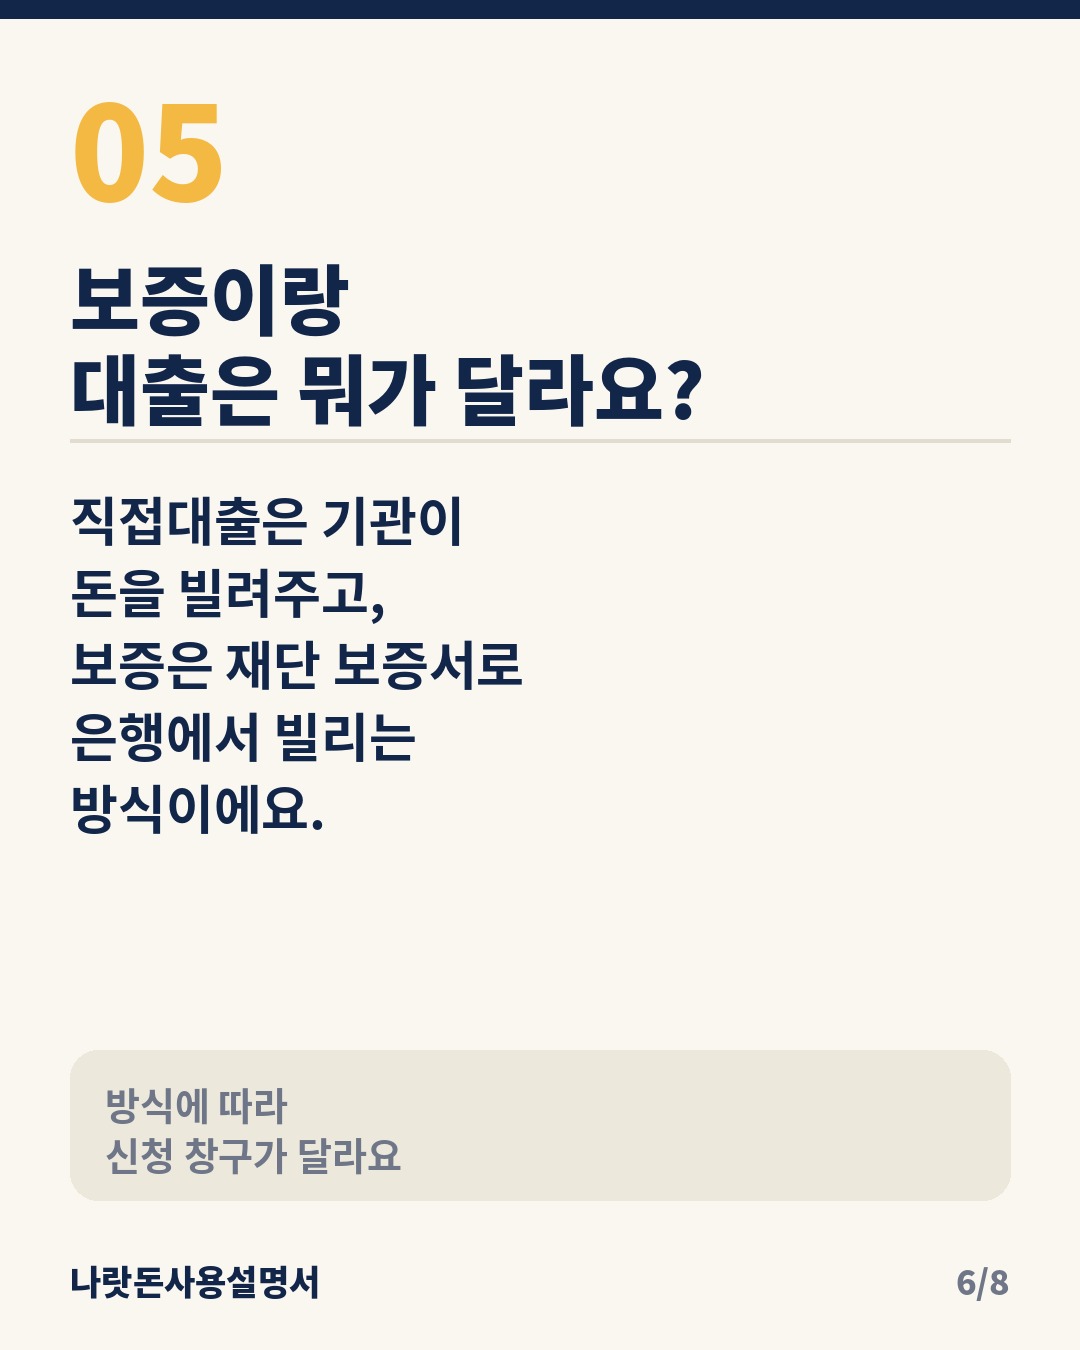 05
보증이랑
대출은 뭐가 달라요?
직접대출은 기관이
돈을 빌려주고,
보증은 재단 보증서로
은행에서 빌리는
방식이에요.
방식에 따라
신청 창구가 달라요
나랏돈사용설명서
6/8